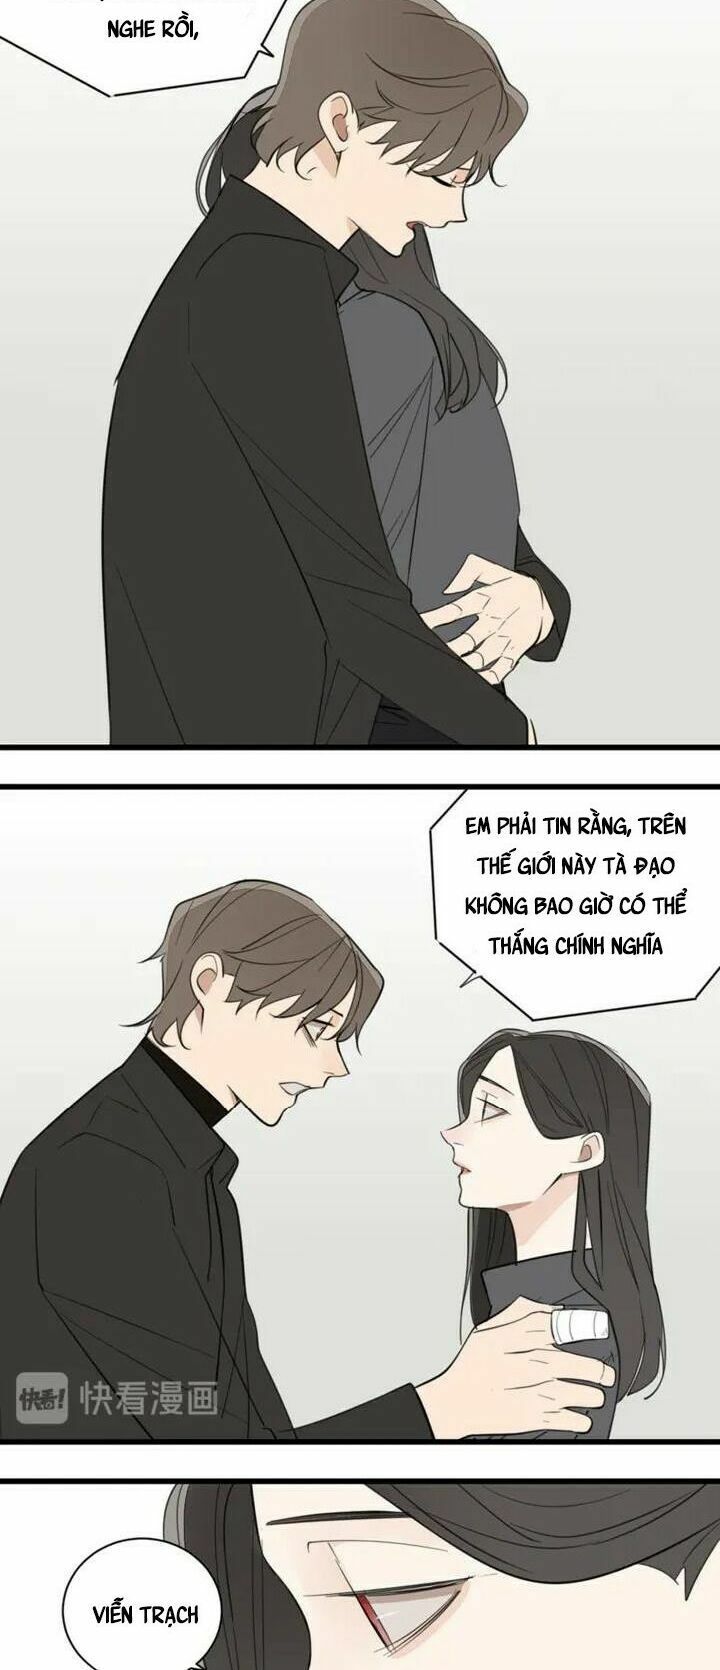 NGHE RỒI,
EM PHẢI TIN RẰNG, TRÊN
THẾ GIỚI NÀY TÀ ĐẠO
KHÔNG BAO GIỜ CÓ THỂ
THẮNG CHÍNH NGHĨA
快看! 快看漫画
VIỄN TRẠCH